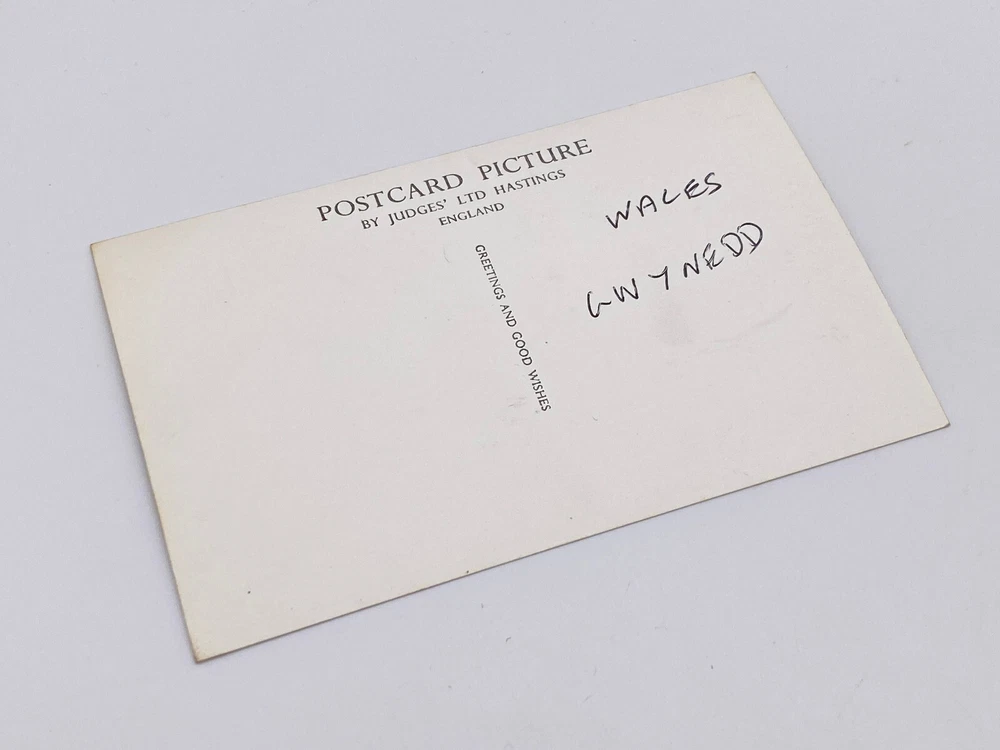 POSTCARD PICTURE
BY JUDGES' LTD HASTINGS
ENGLAND
GREETINGS AND GOOD WISHES
WALES
GWYNEDD